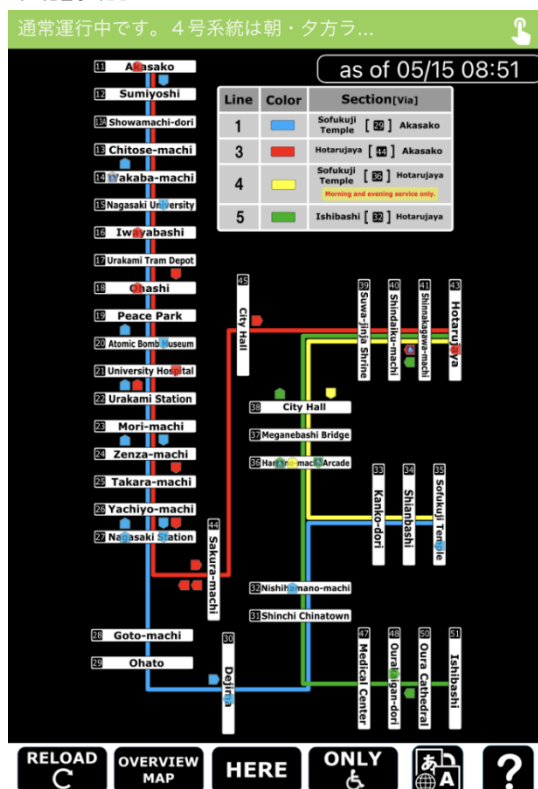 通常運行中です。４号系統は朝・夕方ラ...
as of 05/15 08:51
Line Color Section[Via]
1 Sofukuji Temple [ 29 ] Akasako
3 Hotarujaya [ 44 ] Akasako
4 Sofukuji Temple [ 36 ] Hotarujaya
Morning and evening service only.
5 Ishibashi [ 32 ] Hotarujaya
11 Akasako
12 Sumiyoshi
13A Showamachi-dori
13 Chitose-machi
14 Wakaba-machi
15 Nagasaki University
16 Iwayabashi
17 Urakami Tram Depot
18 Ohashi
19 Peace Park
20 Atomic Bomb Museum
21 University Hospital
22 Urakami Station
23 Mori-machi
24 Zenza-machi
25 Takara-machi
26 Yachiyo-machi
27 Nagasaki Station
28 Goto-machi
29 Ohato
30 Dejima
44 Sakura-machi
45 City Hall
39 Suwa-jinja Shrine
40 Shindaiku-machi
41 Shinnakagawa-machi
43 Hotarujaya
38 City Hall
37 Meganebashi Bridge
36 Hamano-machi Arcade
33 Kanko-dori
34 Shianbashi
35 Sofukuji Temple
32 Nishihamano-machi
31 Shinchi Chinatown
47 Medical Center
48 Ourakaigan-dori
50 Oura Cathedral
51 Ishibashi
RELOAD
OVERVIEW MAP
HERE
ONLY
あ A
?